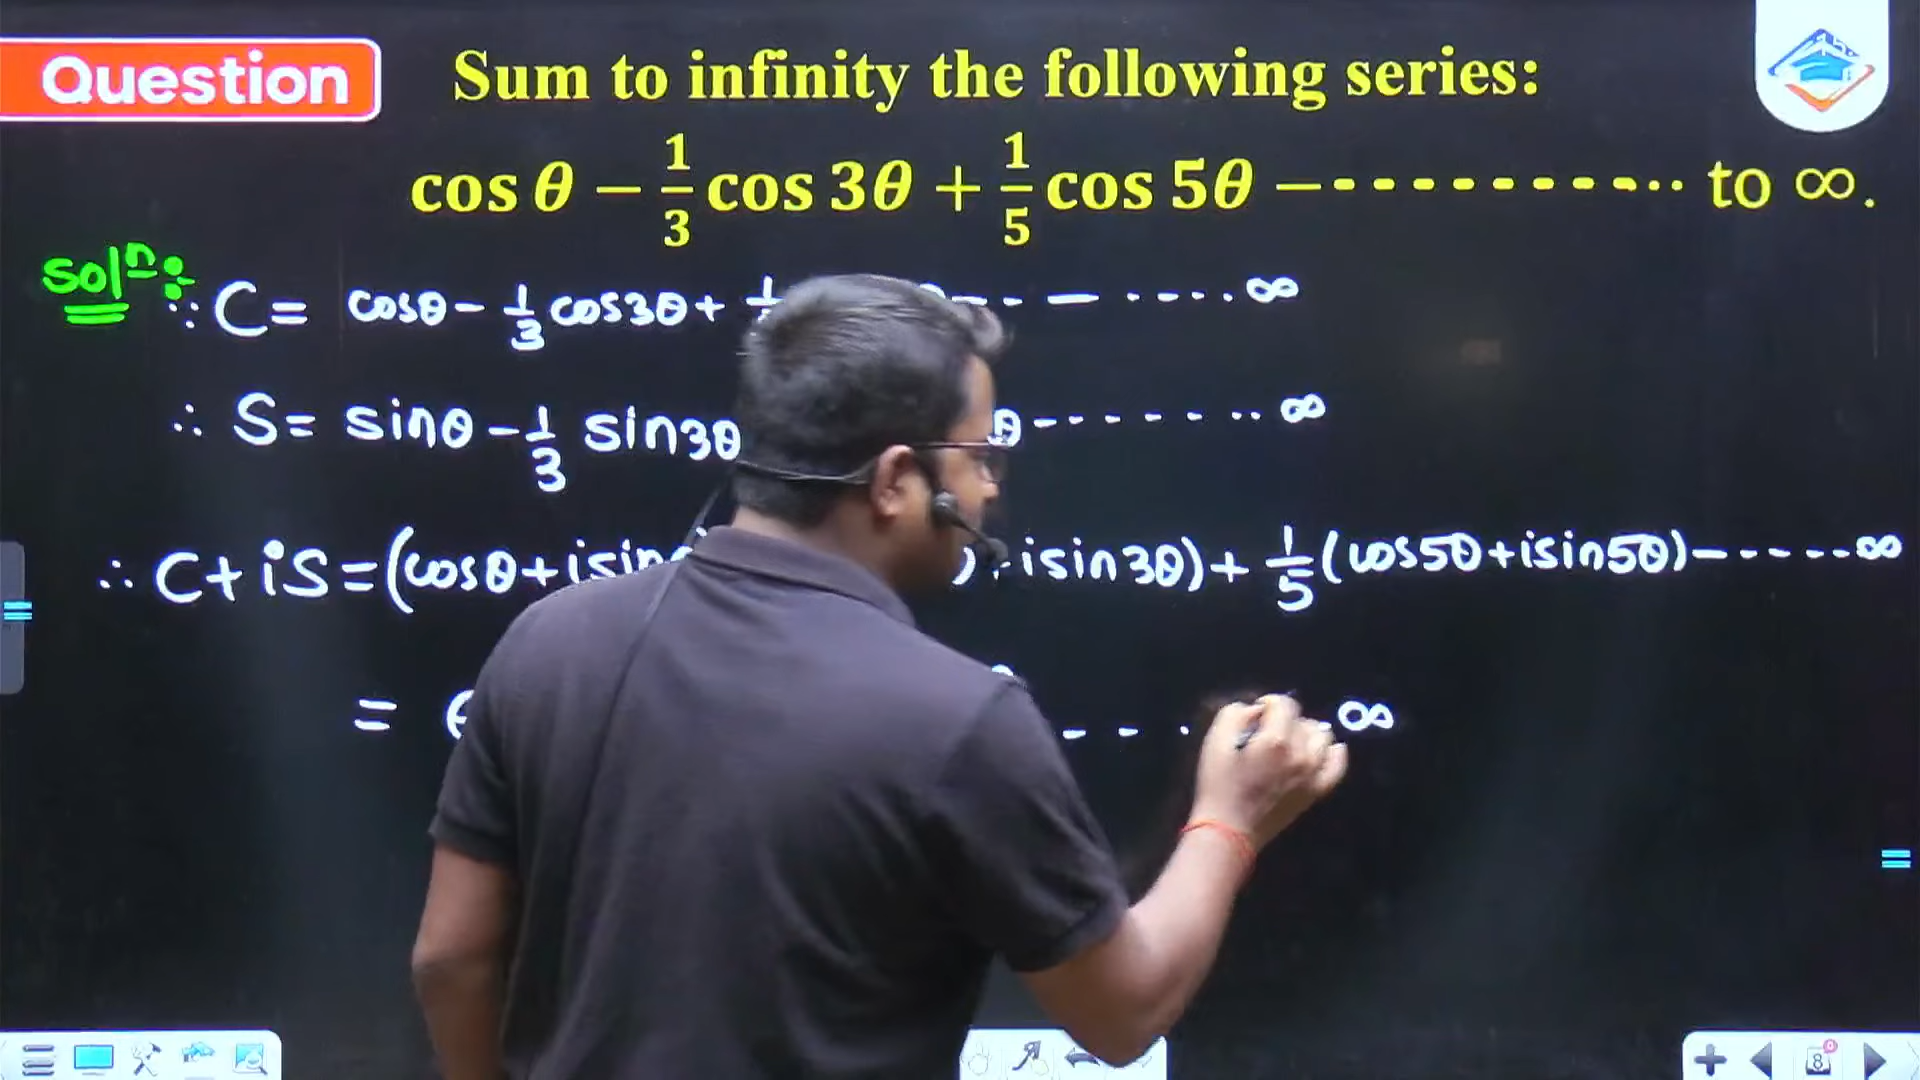 Question
Sum to infinity the following series:
cos θ − 1/3 cos 3θ + 1/5 cos 5θ − - - - - - - - - - ·· to ∞.
Solⁿ:
∵ C = cosθ - 1/3 cos3θ + - - — - - - - ∞
∴ S = sinθ - 1/3 sin3θ θ - - - - - - - - ∞
∴ C + iS = (cosθ + isin isin3θ) + 1/5 (cos5θ + isin5θ) - - - - - ∞
= - - - ∞
8